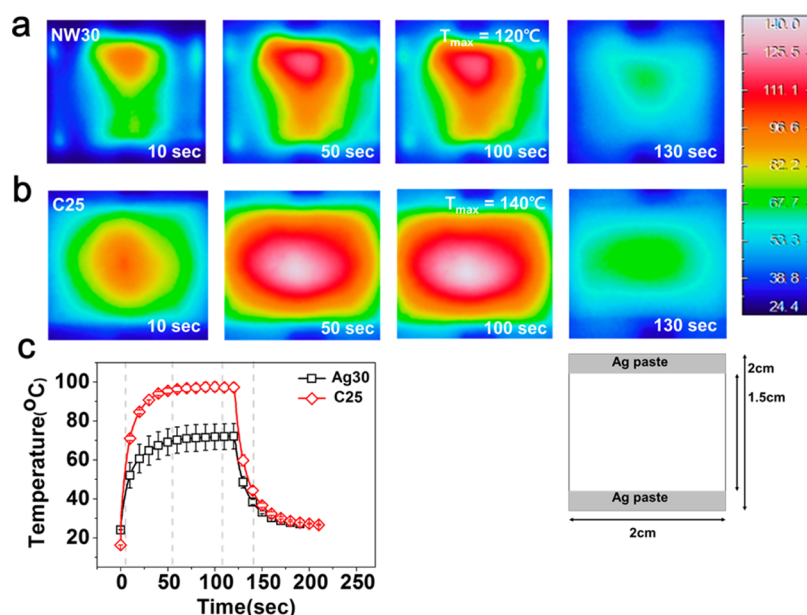 a
NW30
10 sec
50 sec
T_max = 120℃
100 sec
130 sec
140.0
125.5
111.1
96.6
82.2
67.7
53.3
38.8
24.4
b
C25
10 sec
50 sec
T_max = 140℃
100 sec
130 sec
c
Temperature(°C)
100
80
60
40
20
Ag30
C25
0 50 100 150 200 250
Time(sec)
Ag paste
2cm
1.5cm
Ag paste
2cm